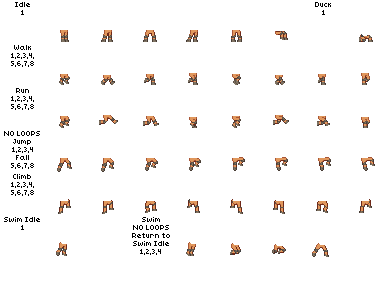 Idle
1
Duck
1
Walk
1,2,3,4,
5,6,7,8
Run
1,2,3,4,
5,6,7,8
NO LOOPS
Jump
1,2,3,4
Fall
5,6,7,8
Climb
1,2,3,4,
5,6,7,8
Swim Idle
1
Swim
NO LOOPS
Return to
Swim Idle
1,2,3,4